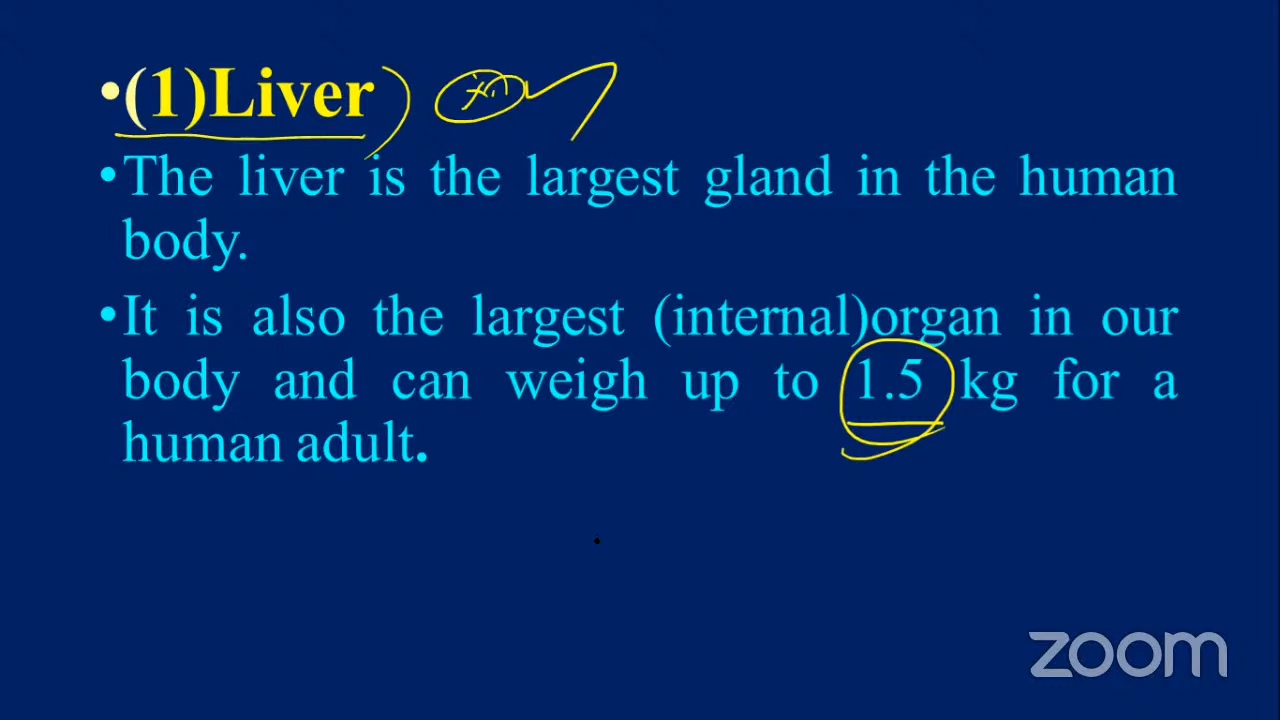 •(1)Liver
•The liver is the largest gland in the human
body.
•It is also the largest (internal)organ in our
body and can weigh up to 1.5 kg for a
human adult.
zoom